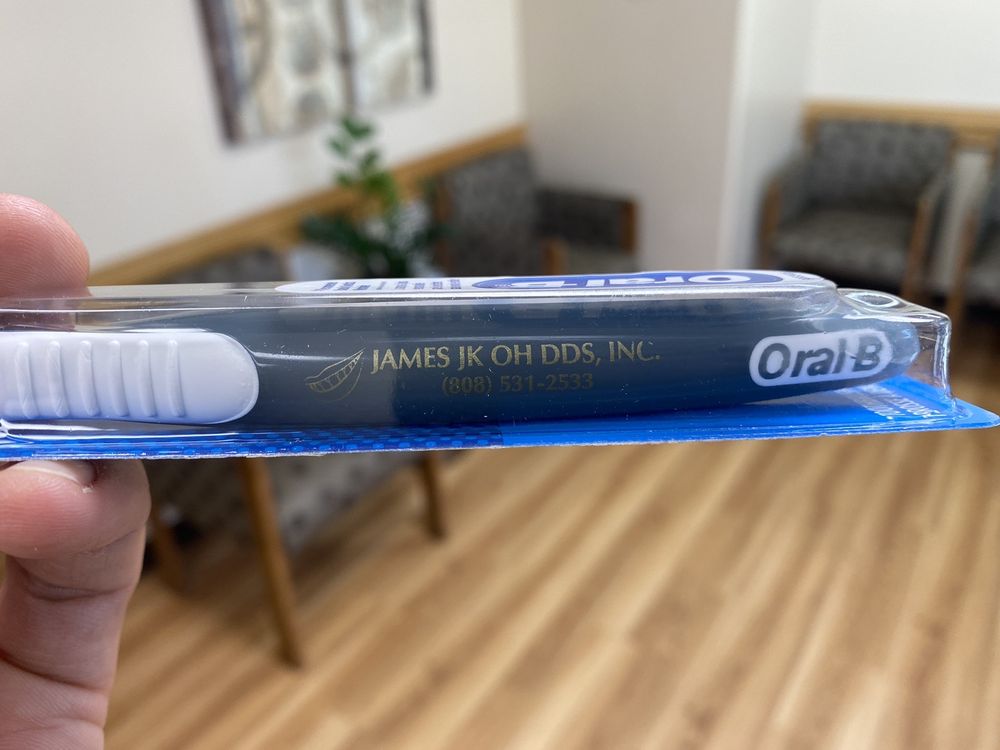 Oral-B
JAMES JK OH DDS, INC.
(808) 531-2533
Oral-B